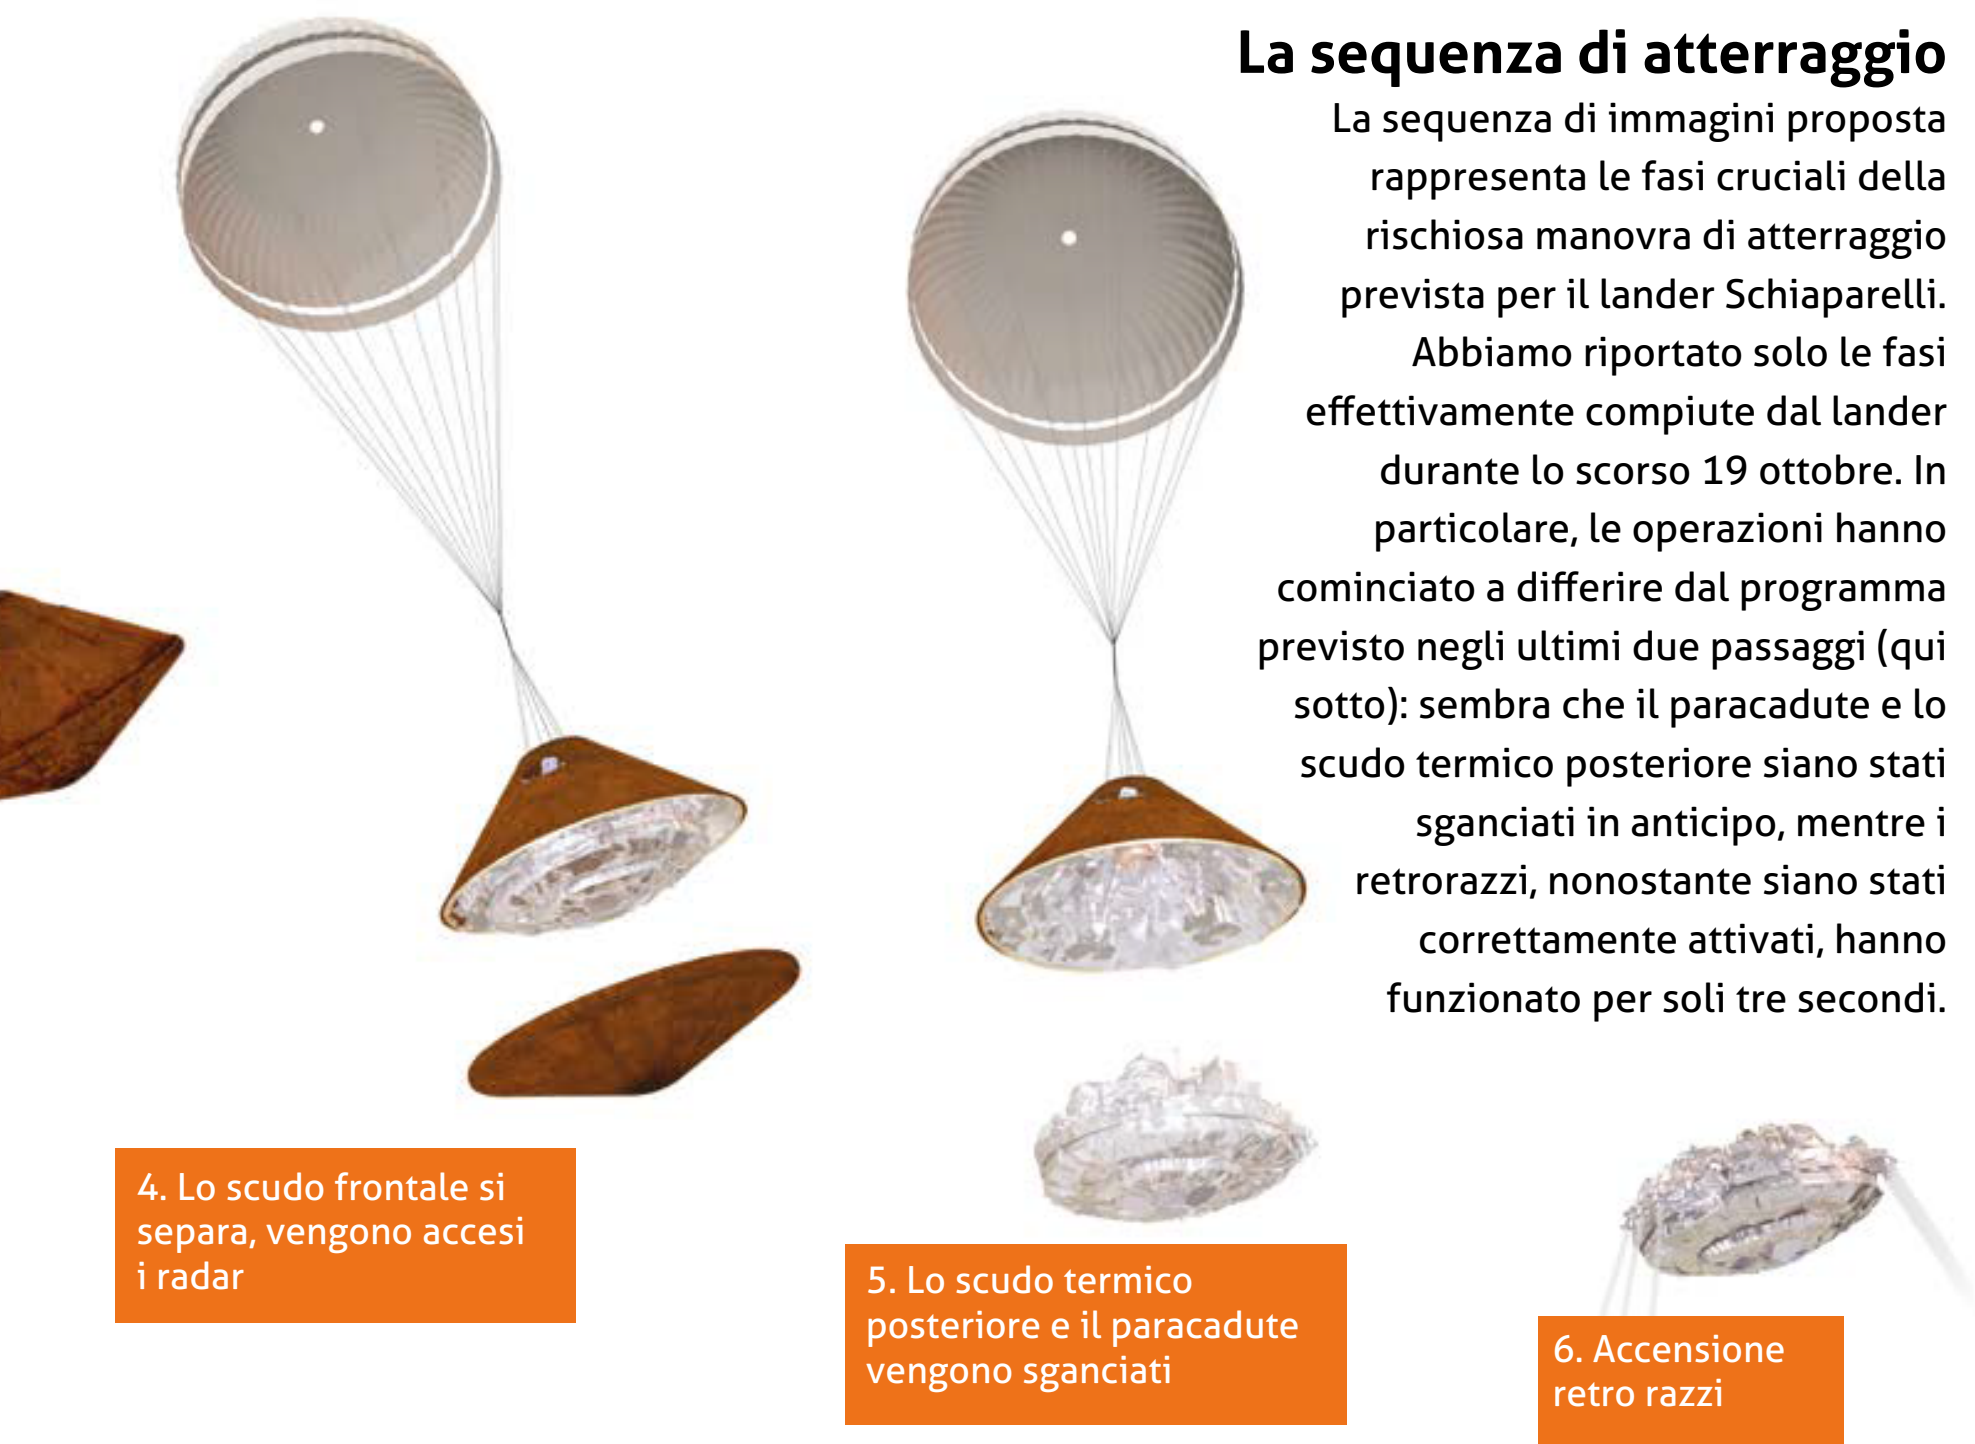 La sequenza di atterraggio
La sequenza di immagini proposta
rappresenta le fasi cruciali della
rischiosa manovra di atterraggio
prevista per il lander Schiaparelli.
Abbiamo riportato solo le fasi
effettivamente compiute dal lander
durante lo scorso 19 ottobre. In
particolare, le operazioni hanno
cominciato a differire dal programma
previsto negli ultimi due passaggi (qui
sotto): sembra che il paracadute e lo
scudo termico posteriore siano stati
sganciati in anticipo, mentre i
retrorazzi, nonostante siano stati
correttamente attivati, hanno
funzionato per soli tre secondi.
4. Lo scudo frontale si
separa, vengono accesi
i radar
5. Lo scudo termico
posteriore e il paracadute
vengono sganciati
6. Accensione
retro razzi